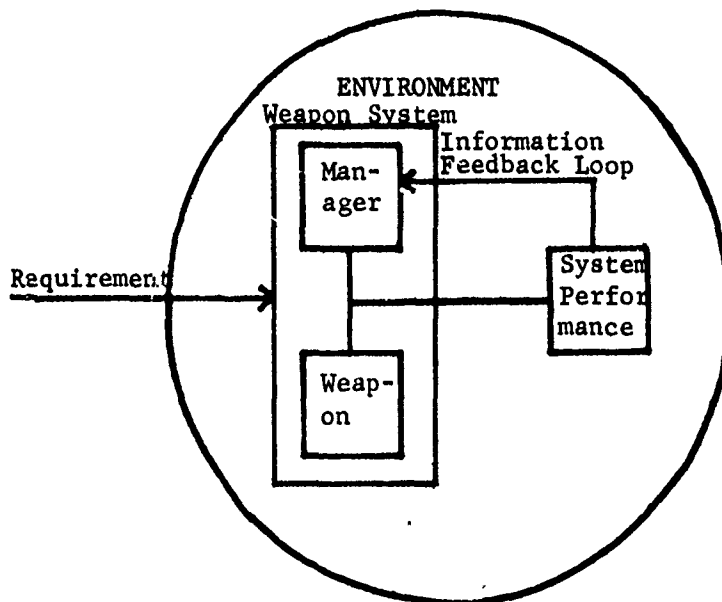 ENVIRONMENT
Weapon System
Information
Feedback Loop
Man-
ager
Requirement
System
Perfor
mance
Weap-
on